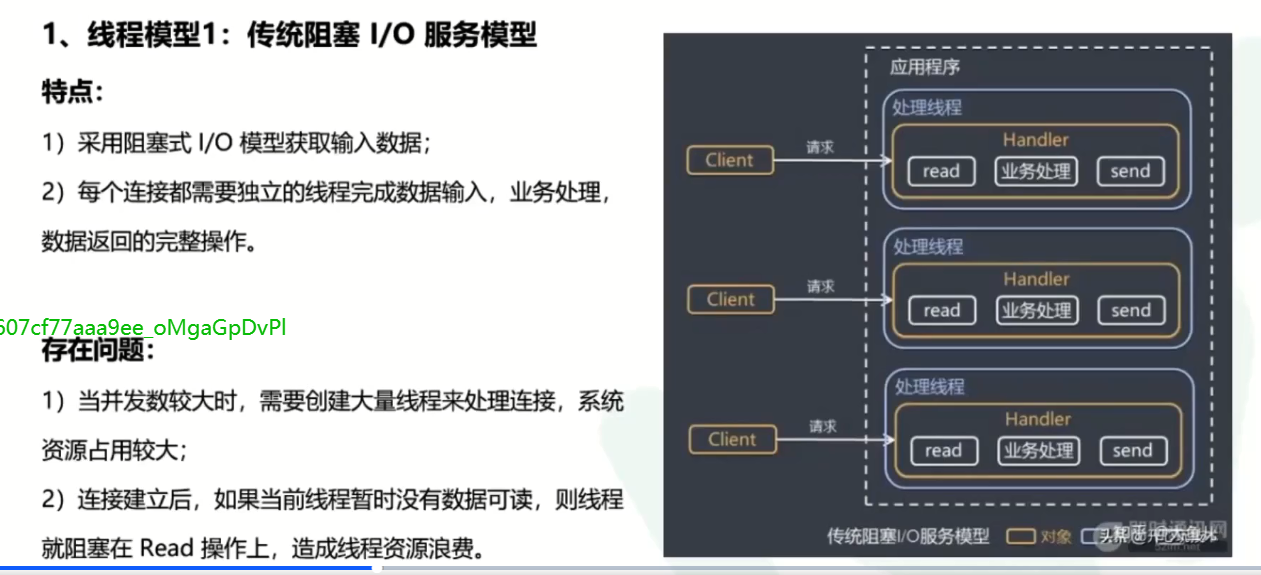 1、线程模型1：传统阻塞 I/O 服务模型
特点：
1）采用阻塞式 I/O 模型获取输入数据；
2）每个连接都需要独立的线程完成数据输入，业务处理，
数据返回的完整操作。
607cf77aaa9ee_oMgaGpDvPl
存在问题：
1）当并发数较大时，需要创建大量线程来处理连接，系统
资源占用较大；
2）连接建立后，如果当前线程暂时没有数据可读，则线程
就阻塞在 Read 操作上，造成线程资源浪费。
应用程序
处理线程
Handler
Client 请求 read 业务处理 send
处理线程
Handler
Client 请求 read 业务处理 send
处理线程
Handler
Client 请求 read 业务处理 send
传统阻塞I/O服务模型 对象